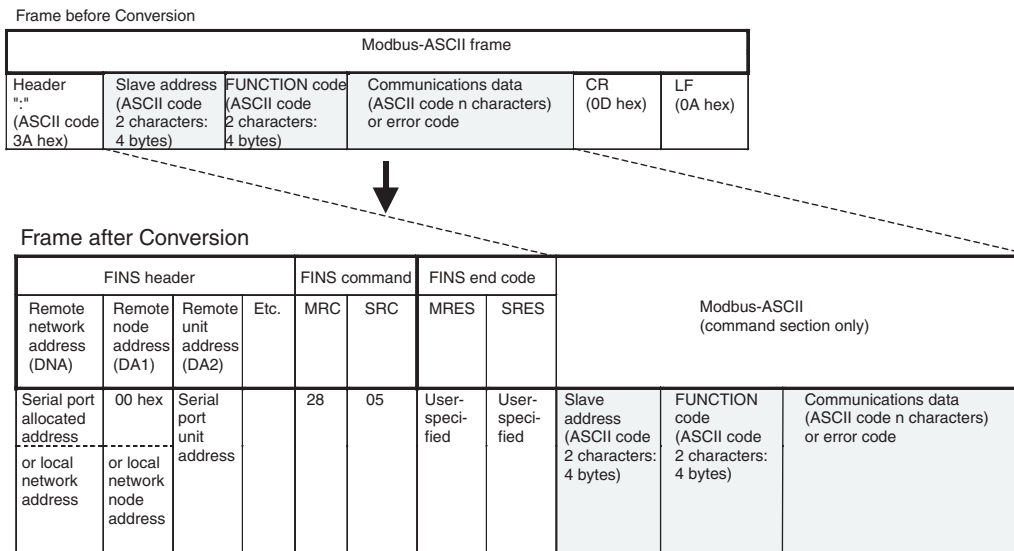 Frame before Conversion
Modbus-ASCII frame
Header
":"
(ASCII code
3A hex)
Slave address
(ASCII code
2 characters:
4 bytes)
FUNCTION code
(ASCII code
2 characters:
4 bytes)
Communications data
(ASCII code n characters)
or error code
CR
(0D hex)
LF
(0A hex)
Frame after Conversion
FINS header
FINS command
FINS end code
Modbus-ASCII
(command section only)
Remote
network
address
(DNA)
Remote
node
address
(DA1)
Remote
unit
address
(DA2)
Etc.
MRC
SRC
MRES
SRES
Serial port
allocated
address
or local
network
address
00 hex
or local
network
node
address
Serial
port
unit
address
28
05
User-
speci-
fied
User-
speci-
fied
Slave
address
(ASCII code
2 characters:
4 bytes)
FUNCTION
code
(ASCII code
2 characters:
4 bytes)
Communications data
(ASCII code n characters)
or error code